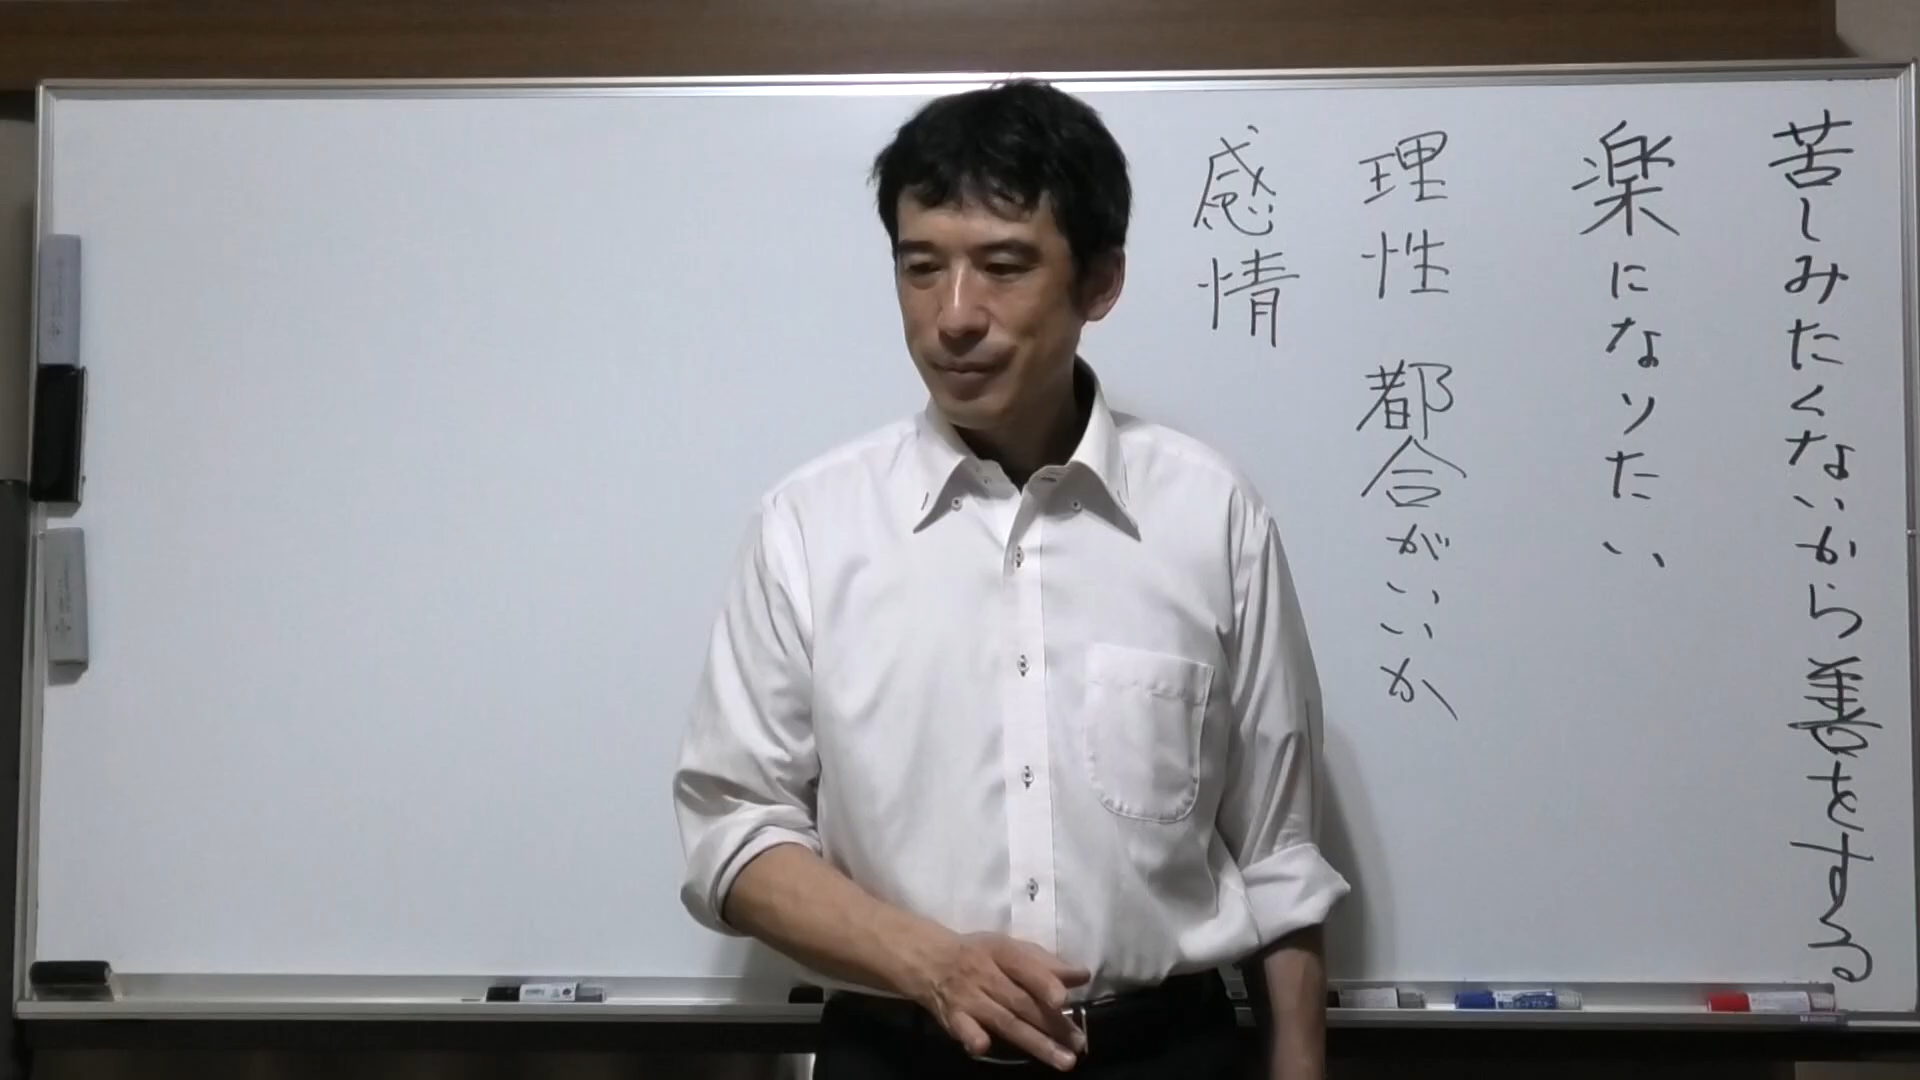 苦しみたくないから善をする
楽になりたい
理性 都合がいいか
感情